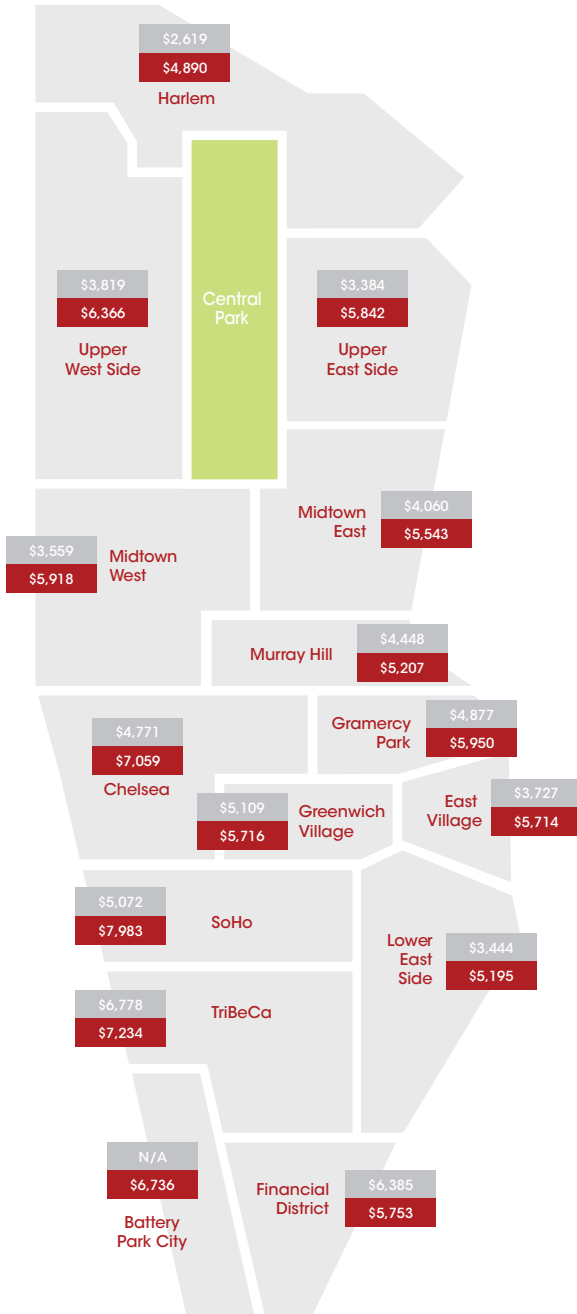 $2,619
$4,890
Harlem
$3,819
$6,366
Upper
West Side
Central
Park
$3,384
$5,842
Upper
East Side
Midtown
East
$4,060
$5,543
$3,559
$5,918
Midtown
West
Murray Hill
$4,448
$5,207
$4,771
$7,059
Chelsea
Gramercy
Park
$4,877
$5,950
$5,109
$5,716
Greenwich
Village
East
Village
$3,727
$5,714
$5,072
$7,983
SoHo
Lower
East
Side
$3,444
$5,195
$6,778
$7,234
TriBeCa
N/A
$6,736
Battery
Park City
Financial
District
$6,385
$5,753